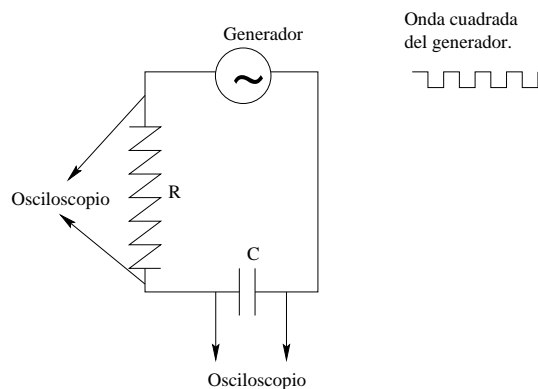 Onda cuadrada
del generador.
Generador
Osciloscopio
R
C
Osciloscopio